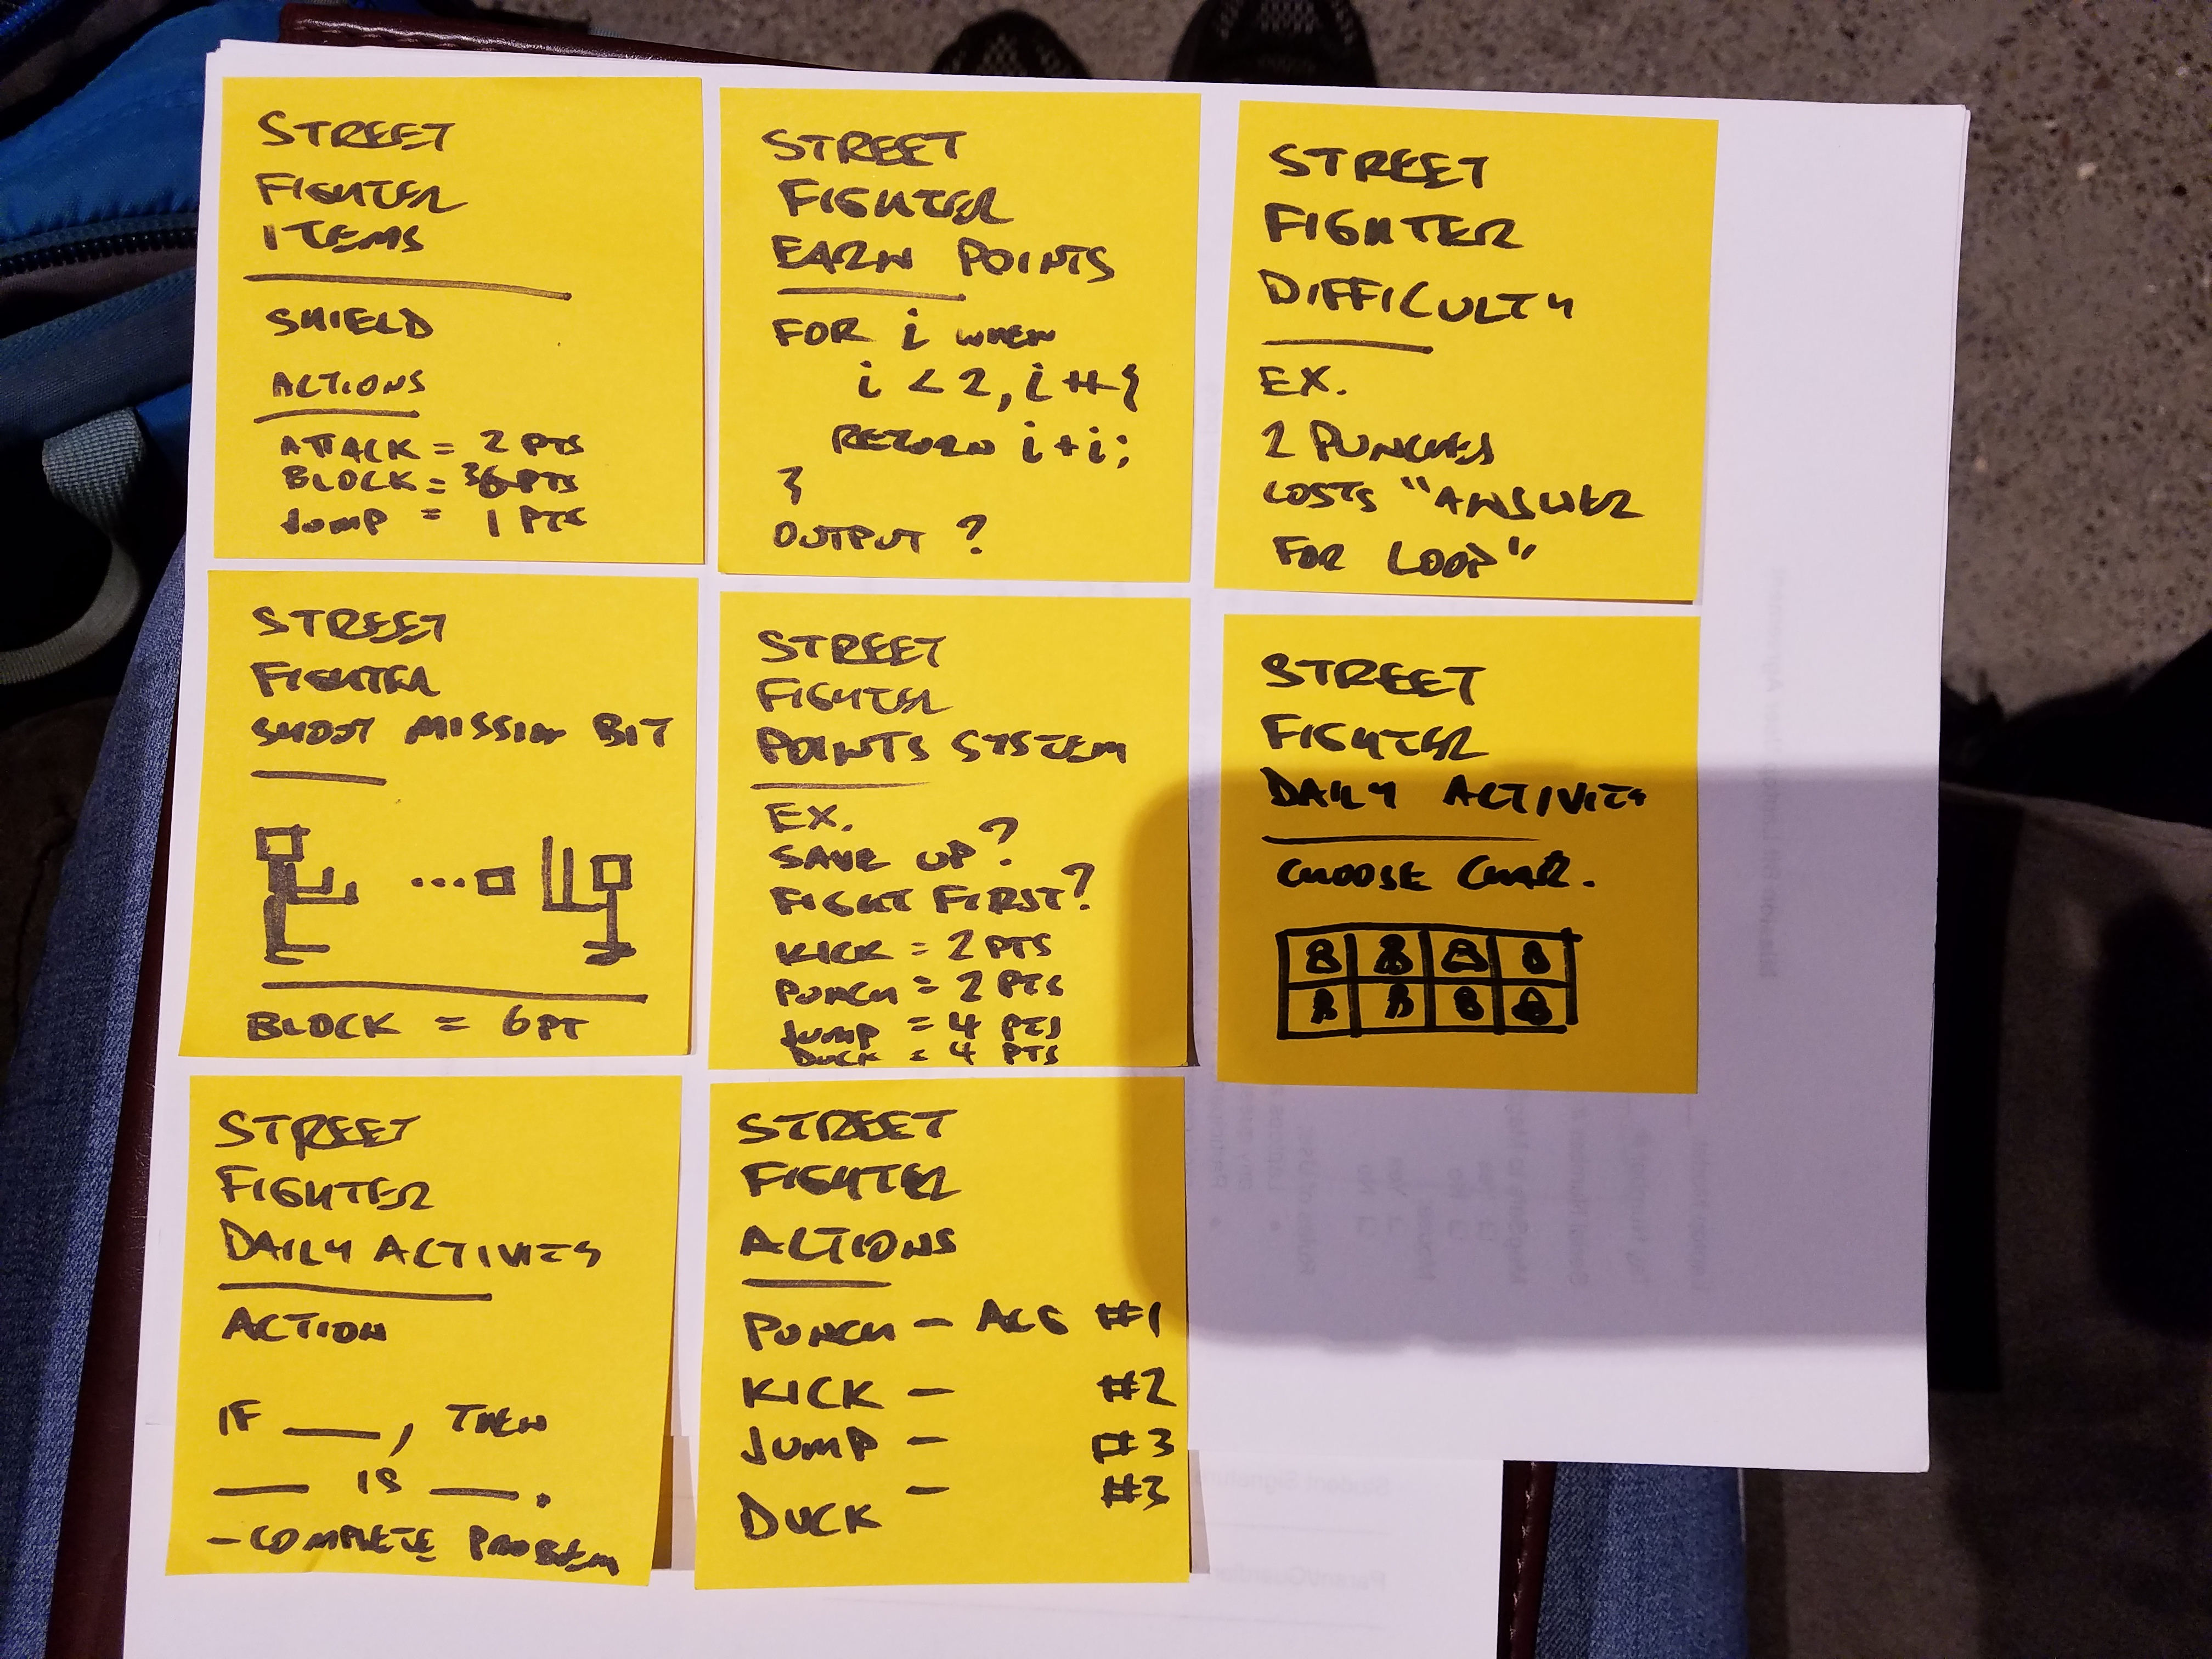 STREET
FIGHTER
ITEMS
SHIELD
ACTIONS
ATTACK = 2 PTS
BLOCK = 6 PTS
JUMP = 1 PTS
STREET
FIGHTER
EARN POINTS
FOR i WHEN
i < 2, i++ {
RETURN i + i;
}
OUTPUT ?
STREET
FIGHTER
DIFFICULTY
EX.
2 PUNCHES
COSTS "ANSWER
FOR LOOP"
STREET
FIGHTER
SHOOT MISSION BIT
BLOCK = 6 PT
STREET
FIGHTER
POINTS SYSTEM
EX.
SAVE UP?
FIGHT FIRST?
KICK = 2 PTS
PUNCH = 2 PTS
JUMP = 4 PTS
DUCK = 4 PTS
STREET
FIGHTER
DAILY ACTIVITY
CHOOSE CARD.
STREET
FIGHTER
DAILY ACTIVITY
ACTION
IF ___, THEN
___ IS ___.
- COMPLETE PROBLEM
STREET
FIGHTER
ACTIONS
PUNCH - AC #1
KICK - #2
JUMP - #3
DUCK - #3